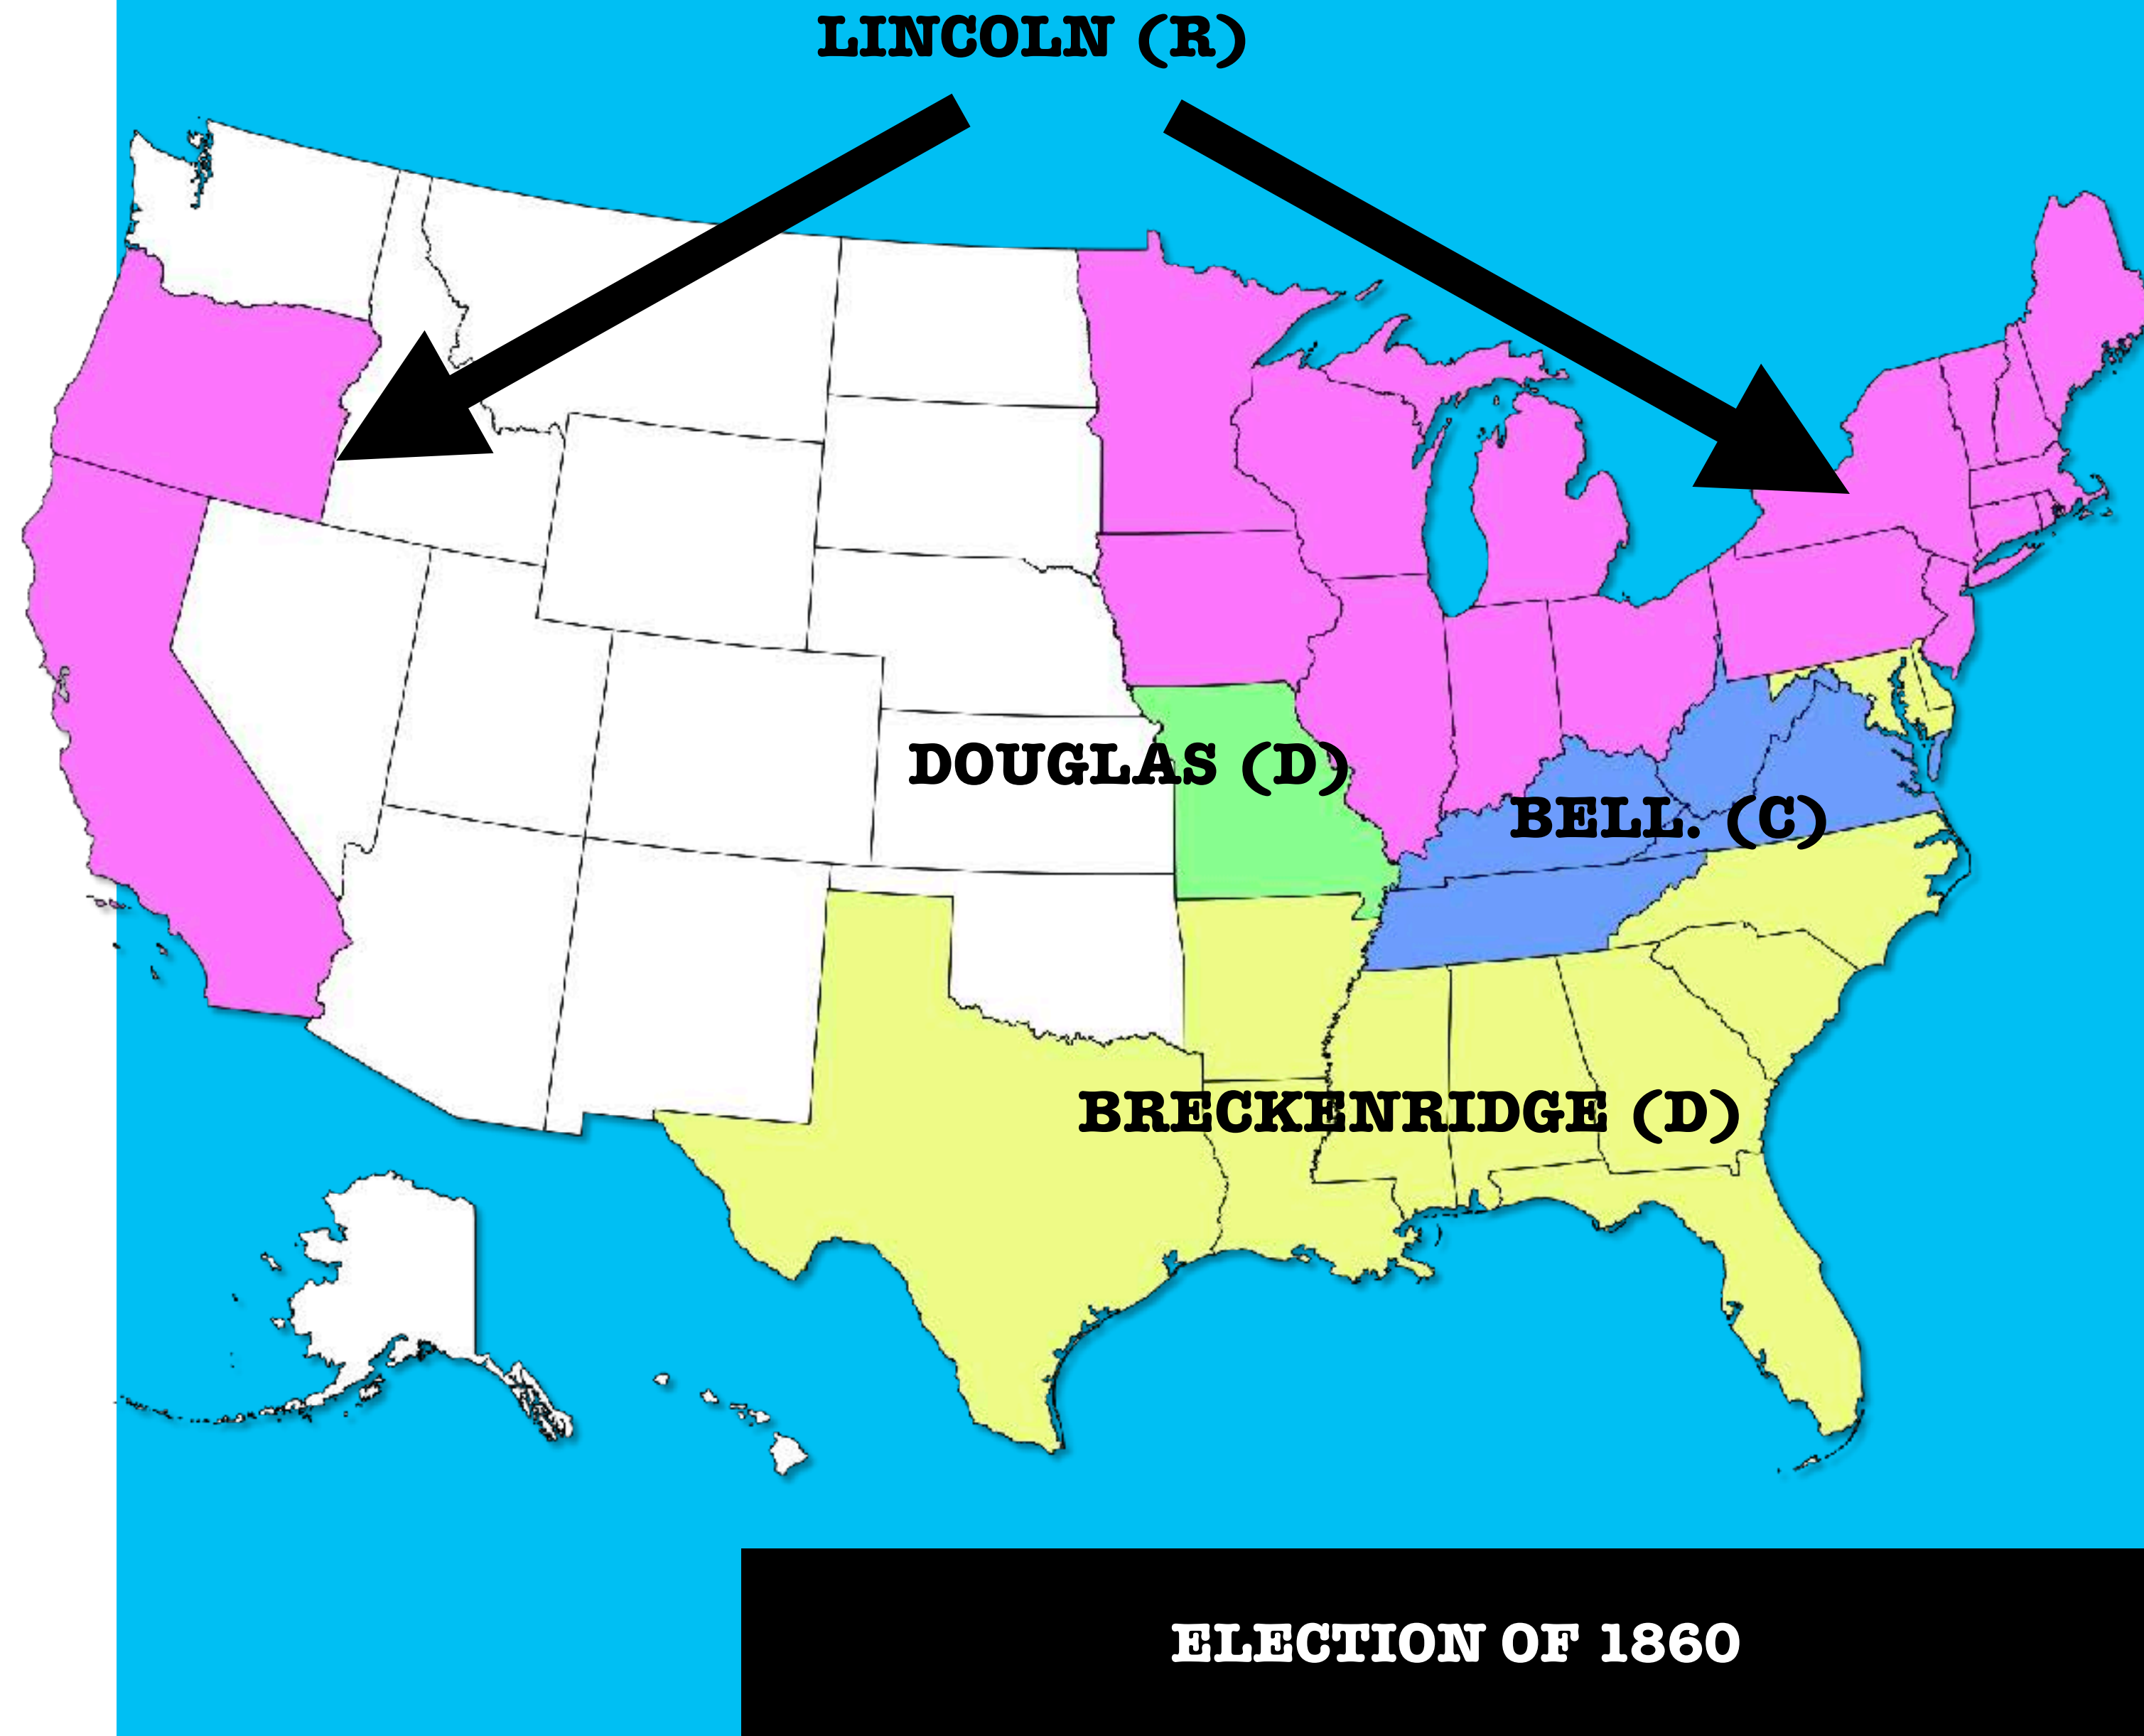 LINCOLN (R)
DOUGLAS (D)
BELL. (C)
BRECKENRIDGE (D)
ELECTION OF 1860